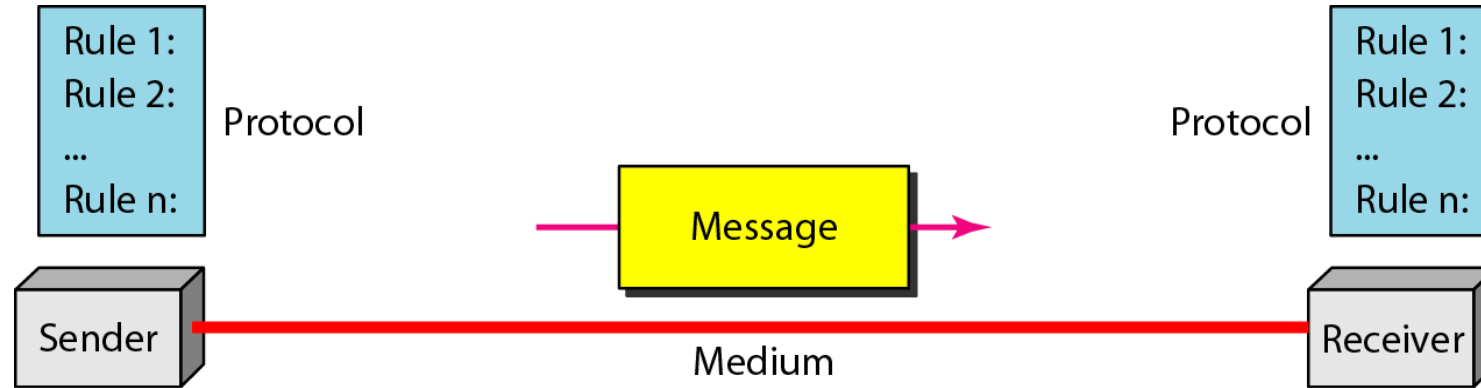 Rule 1:
Rule 2:
...
Rule n:
Protocol
Protocol
Rule 1:
Rule 2:
...
Rule n:
Message
Sender
Medium
Receiver